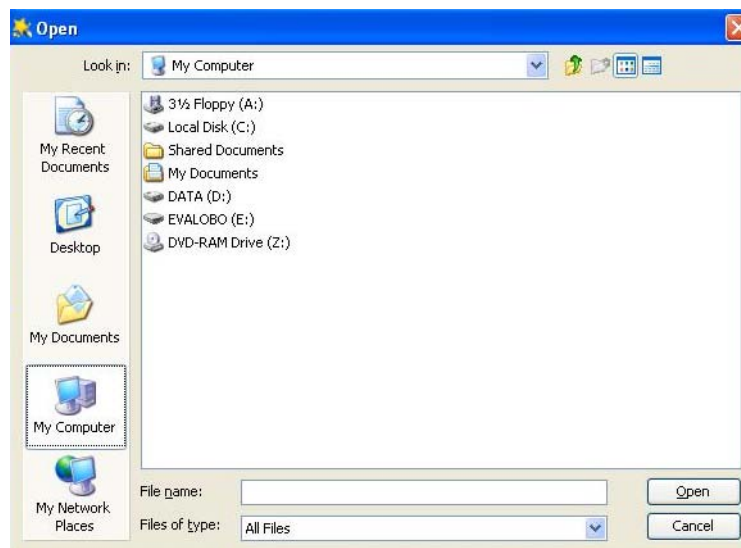 Open
Look in: My Computer
3½ Floppy (A:)
Local Disk (C:)
Shared Documents
My Documents
DATA (D:)
EVALOBO (E:)
DVD-RAM Drive (Z:)
My Recent
Documents
Desktop
My Documents
My Computer
My Network
Places
File name:
Open
Files of type: All Files
Cancel